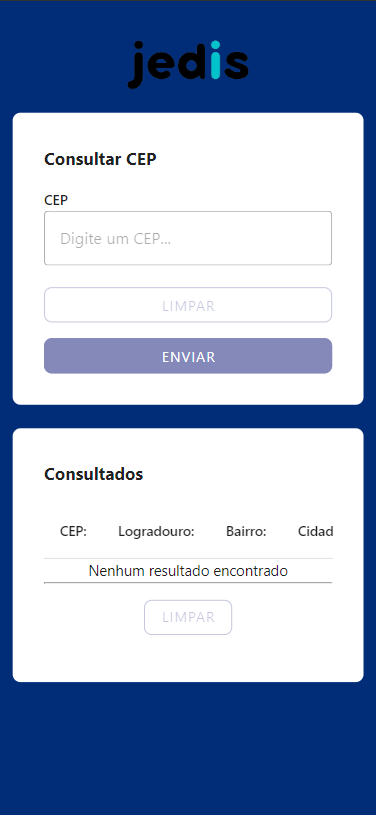 jedis
Consultar CEP
CEP
Digite um CEP...
LIMPAR
ENVIAR
Consultados
CEP: Logradouro: Bairro: Cidad
Nenhum resultado encontrado
LIMPAR